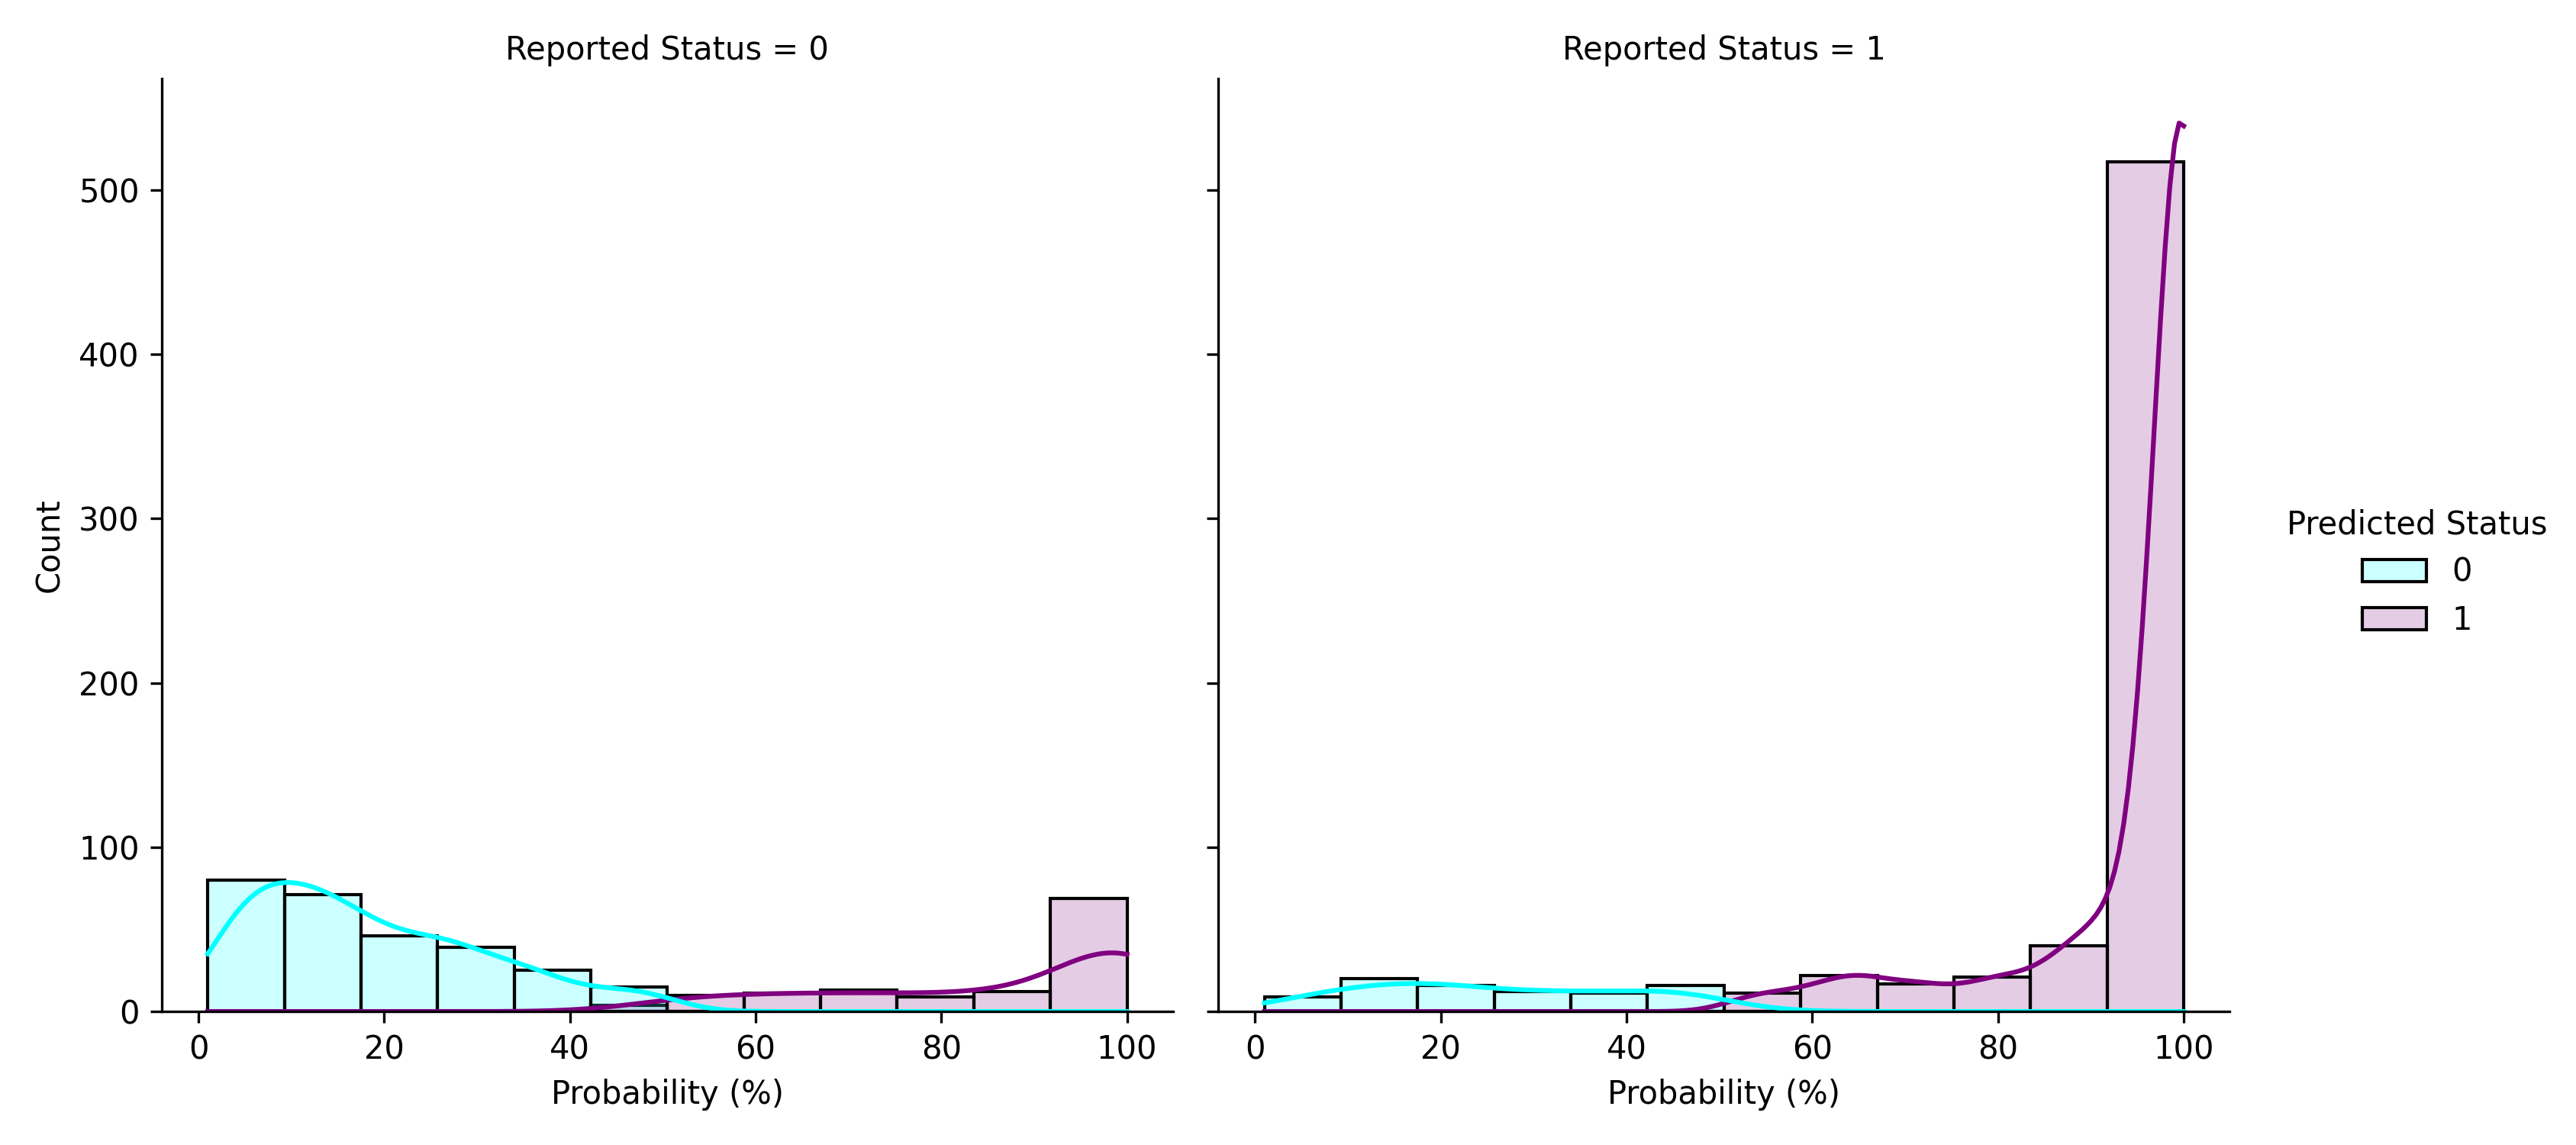 Reported Status = 0
Reported Status = 1
500
400
300
200
100
0
Count
0 20 40 60 80 100
0 20 40 60 80 100
Probability (%)
Probability (%)
Predicted Status
0
1